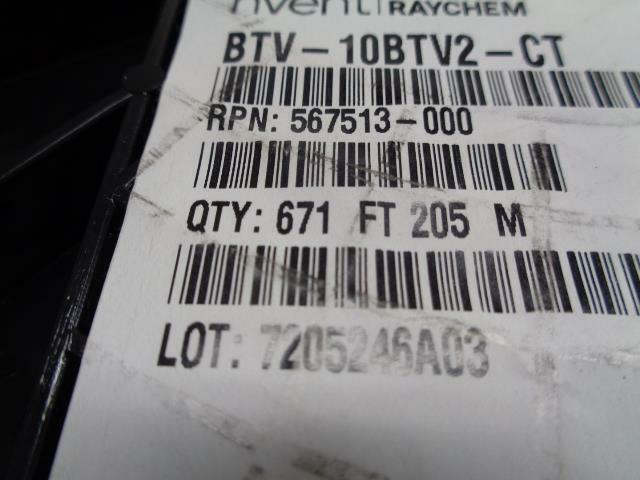 nvent RAYCHEM
BTV-10BTV2-CT
RPN: 567513-000
QTY: 671 FT 205 M
LOT: 7205246A03